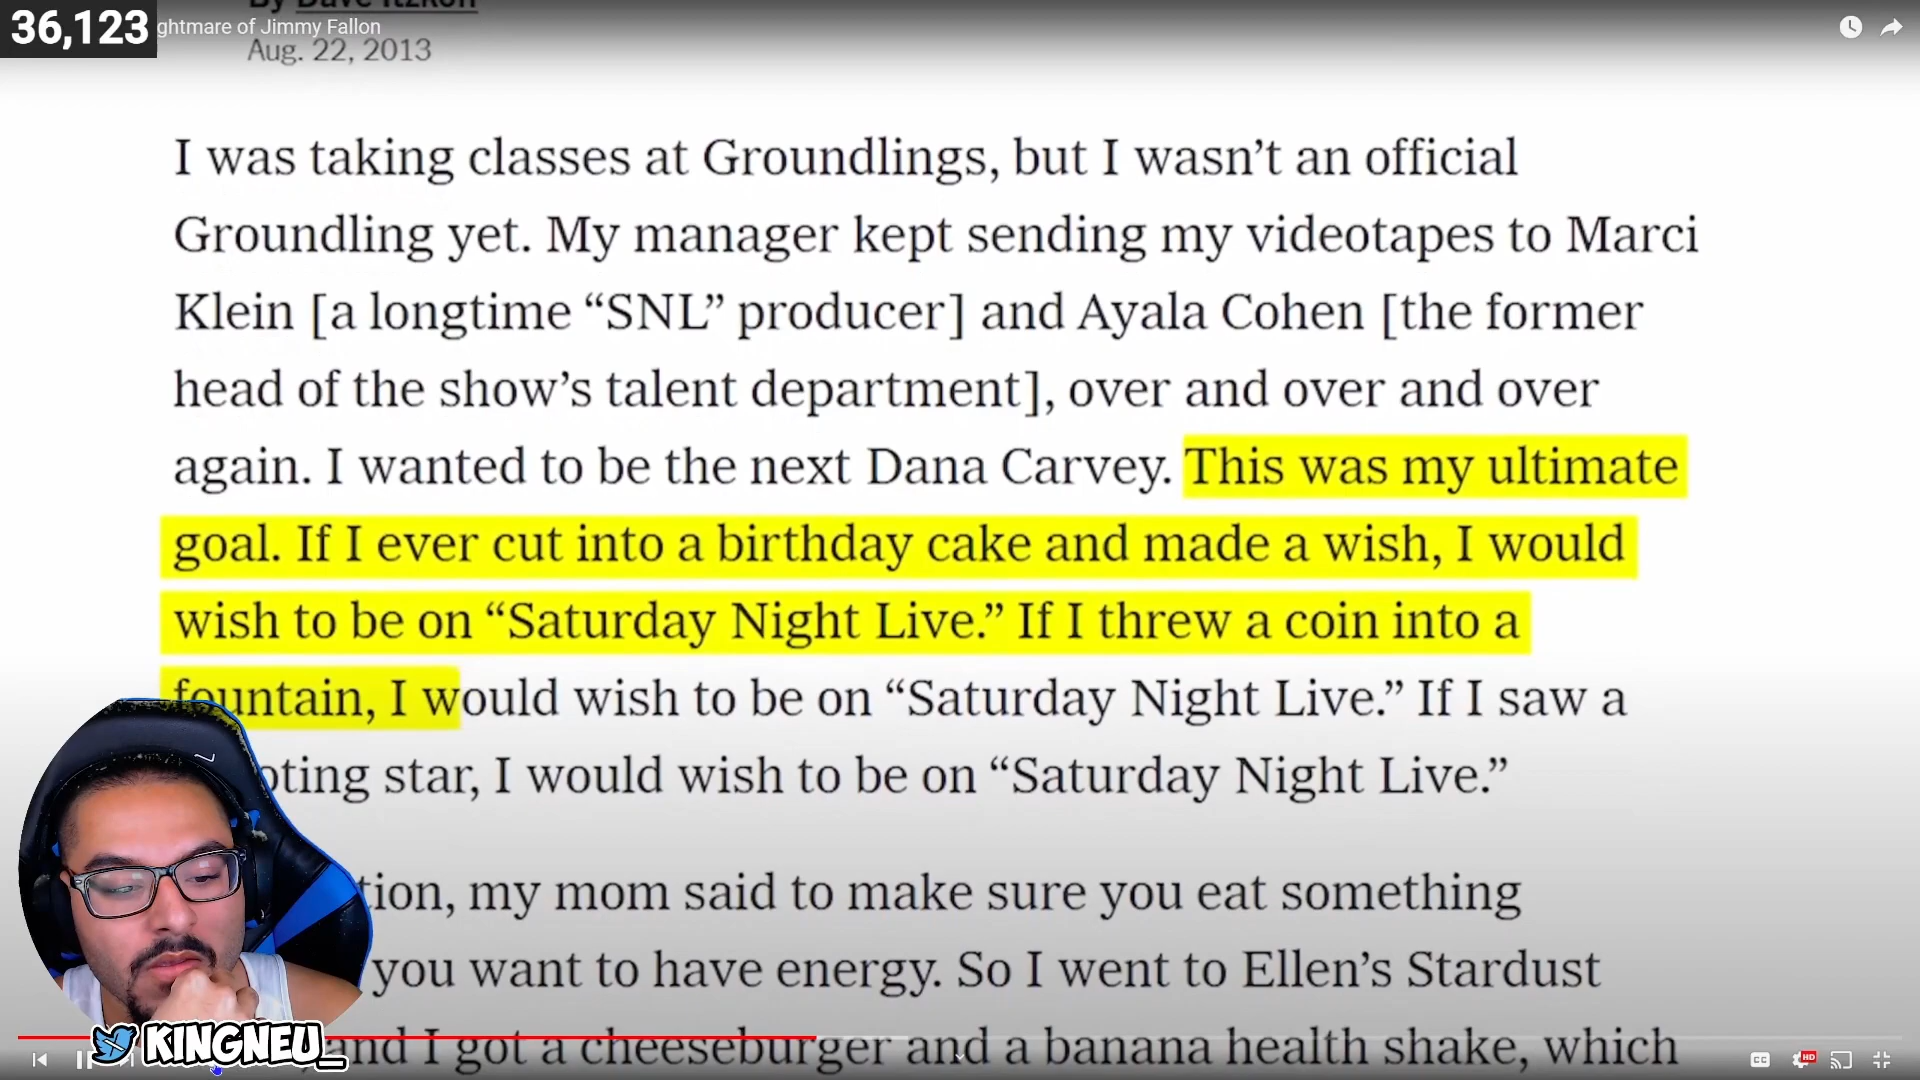 By Dave Itzkoff
36,123
ghtmare of Jimmy Fallon
Aug. 22, 2013
I was taking classes at Groundlings, but I wasn’t an official
Groundling yet. My manager kept sending my videotapes to Marci
Klein [a longtime “SNL” producer] and Ayala Cohen [the former
head of the show’s talent department], over and over and over
again. I wanted to be the next Dana Carvey. This was my ultimate
goal. If I ever cut into a birthday cake and made a wish, I would
wish to be on “Saturday Night Live.” If I threw a coin into a
fountain, I would wish to be on “Saturday Night Live.” If I saw a
oting star, I would wish to be on “Saturday Night Live.”
tion, my mom said to make sure you eat something
you want to have energy. So I went to Ellen’s Stardust
and I got a cheeseburger and a banana health shake, which
KINGNEU_
CC
HD